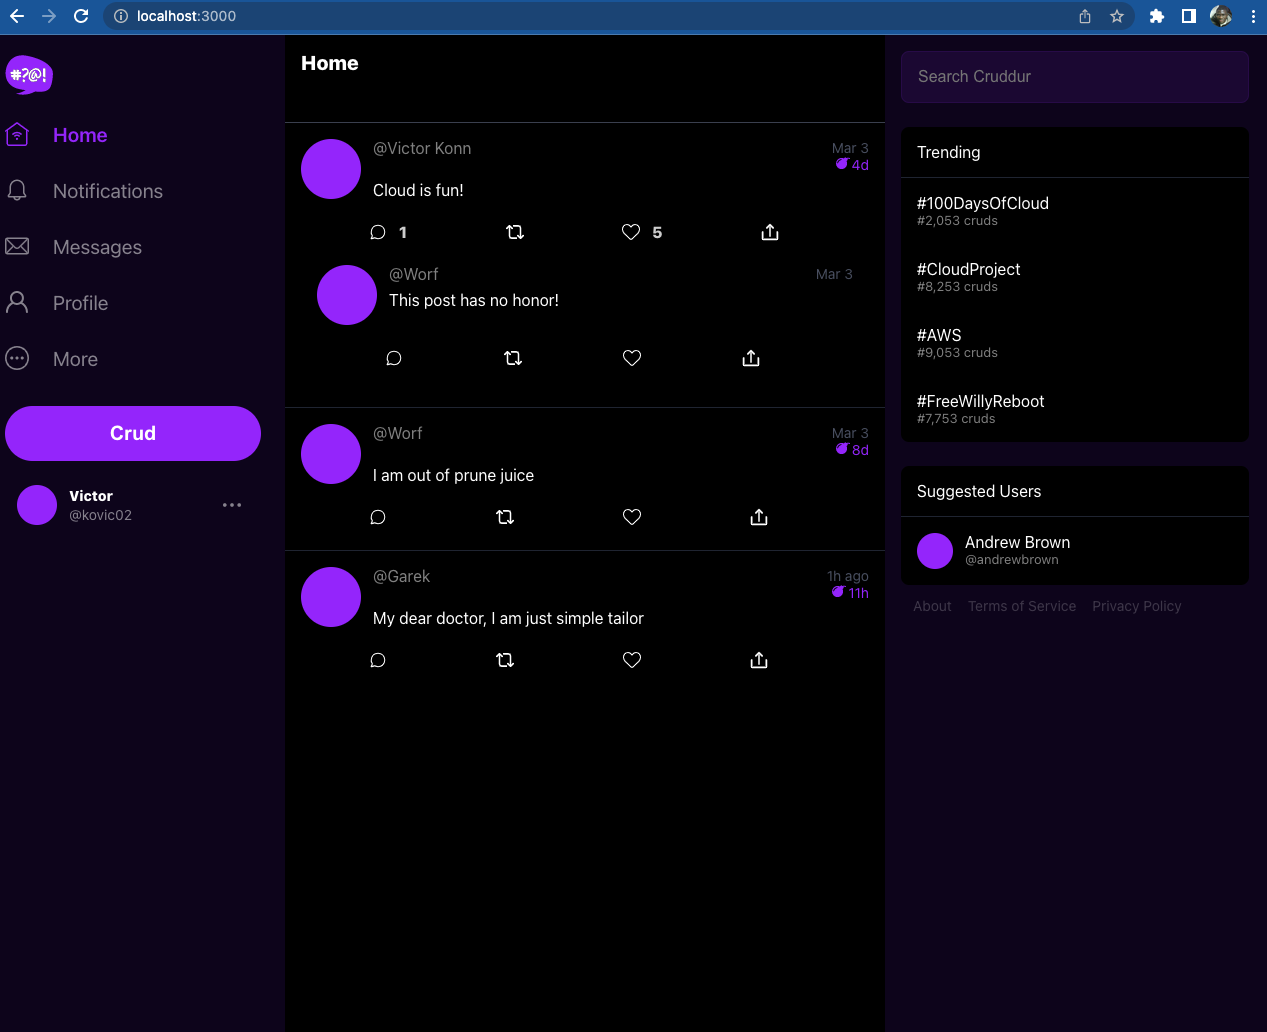 localhost:3000
#?@!
Home
Notifications
Messages
Profile
More
Crud
Victor
@kovic02
Home
@Victor Konn
Mar 3
4d
Cloud is fun!
1
5
@Worf
Mar 3
This post has no honor!
@Worf
Mar 3
8d
I am out of prune juice
@Garek
1h ago
11h
My dear doctor, I am just simple tailor
Search Cruddur
Trending
#100DaysOfCloud
#2,053 cruds
#CloudProject
#8,253 cruds
#AWS
#9,053 cruds
#FreeWillyReboot
#7,753 cruds
Suggested Users
Andrew Brown
@andrewbrown
About Terms of Service Privacy Policy